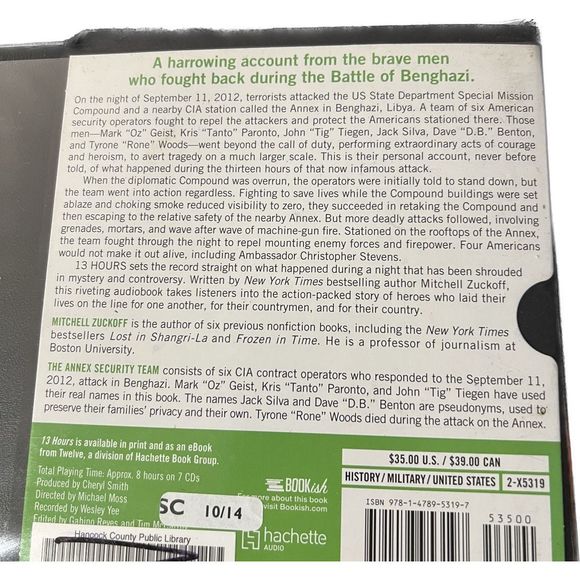 A harrowing account from the brave men
who fought back during the Battle of Benghazi.
On the night of September 11, 2012, terrorists attacked the US State Department Special Mission
Compound and a nearby CIA station called the Annex in Benghazi, Libya. A team of six American
security operators fought to repel the attackers and protect the Americans stationed there. Those
men—Mark "Oz" Geist, Kris "Tanto" Paronto, John "Tig" Tiegen, Jack Silva, Dave "D.B." Benton,
and Tyrone "Rone" Woods—went beyond the call of duty, performing extraordinary acts of courage
and heroism, to avert tragedy on a much larger scale. This is their personal account, never before
told, of what happened during the thirteen hours of that now infamous attack.
When the diplomatic Compound was overrun, the operators were initially told to stand down, but
the team went into action regardless. Fighting to save lives while the Compound buildings were set
ablaze and choking smoke reduced visibility to zero, they succeeded in retaking the Compound and
then escaping to the relative safety of the nearby Annex. But more deadly attacks followed, involving
grenades, mortars, and wave after wave of machine-gun fire. Stationed on the rooftops of the Annex,
the team fought through the night to repel mounting enemy forces and firepower. Four Americans
would not make it out alive, including Ambassador Christopher Stevens.
13 HOURS sets the record straight on what happened during a night that has been shrouded
in mystery and controversy. Written by New York Times bestselling author Mitchell Zuckoff,
this riveting audiobook takes listeners into the action-packed story of heroes who laid their
lives on the line for one another, for their countrymen, and for their country.
MITCHELL ZUCKOFF is the author of six previous nonfiction books, including the New York Times
bestsellers Lost in Shangri-La and Frozen in Time. He is a professor of journalism at
Boston University.
THE ANNEX SECURITY TEAM consists of six CIA contract operators who responded to the September 11,
2012, attack in Benghazi. Mark "Oz" Geist, Kris "Tanto" Paronto, and John "Tig" Tiegen have used
their real names in this book. The names Jack Silva and Dave "D.B." Benton are pseudonyms, used to
preserve their families' privacy and their own. Tyrone "Rone" Woods died during the attack on the Annex.
13 Hours is available in print and as an eBook
from Twelve, a division of Hachette Book Group.
Total Playing Time: Approx. 8 hours on 7 CDs
Produced by Cheryl Smith
Directed by Michael Moss
Recorded by Wesley Yee
Edited by Gabino Reyes and Tim
SC 10/14
Hancock County Public Library
BOOKish
For more about this book
visit Bookish.com.
hachette
AUDIO
$35.00 U.S. / $39.00 CAN
HISTORY/MILITARY/UNITED STATES 2-X5319
ISBN 978-1-4789-5319-7
53500